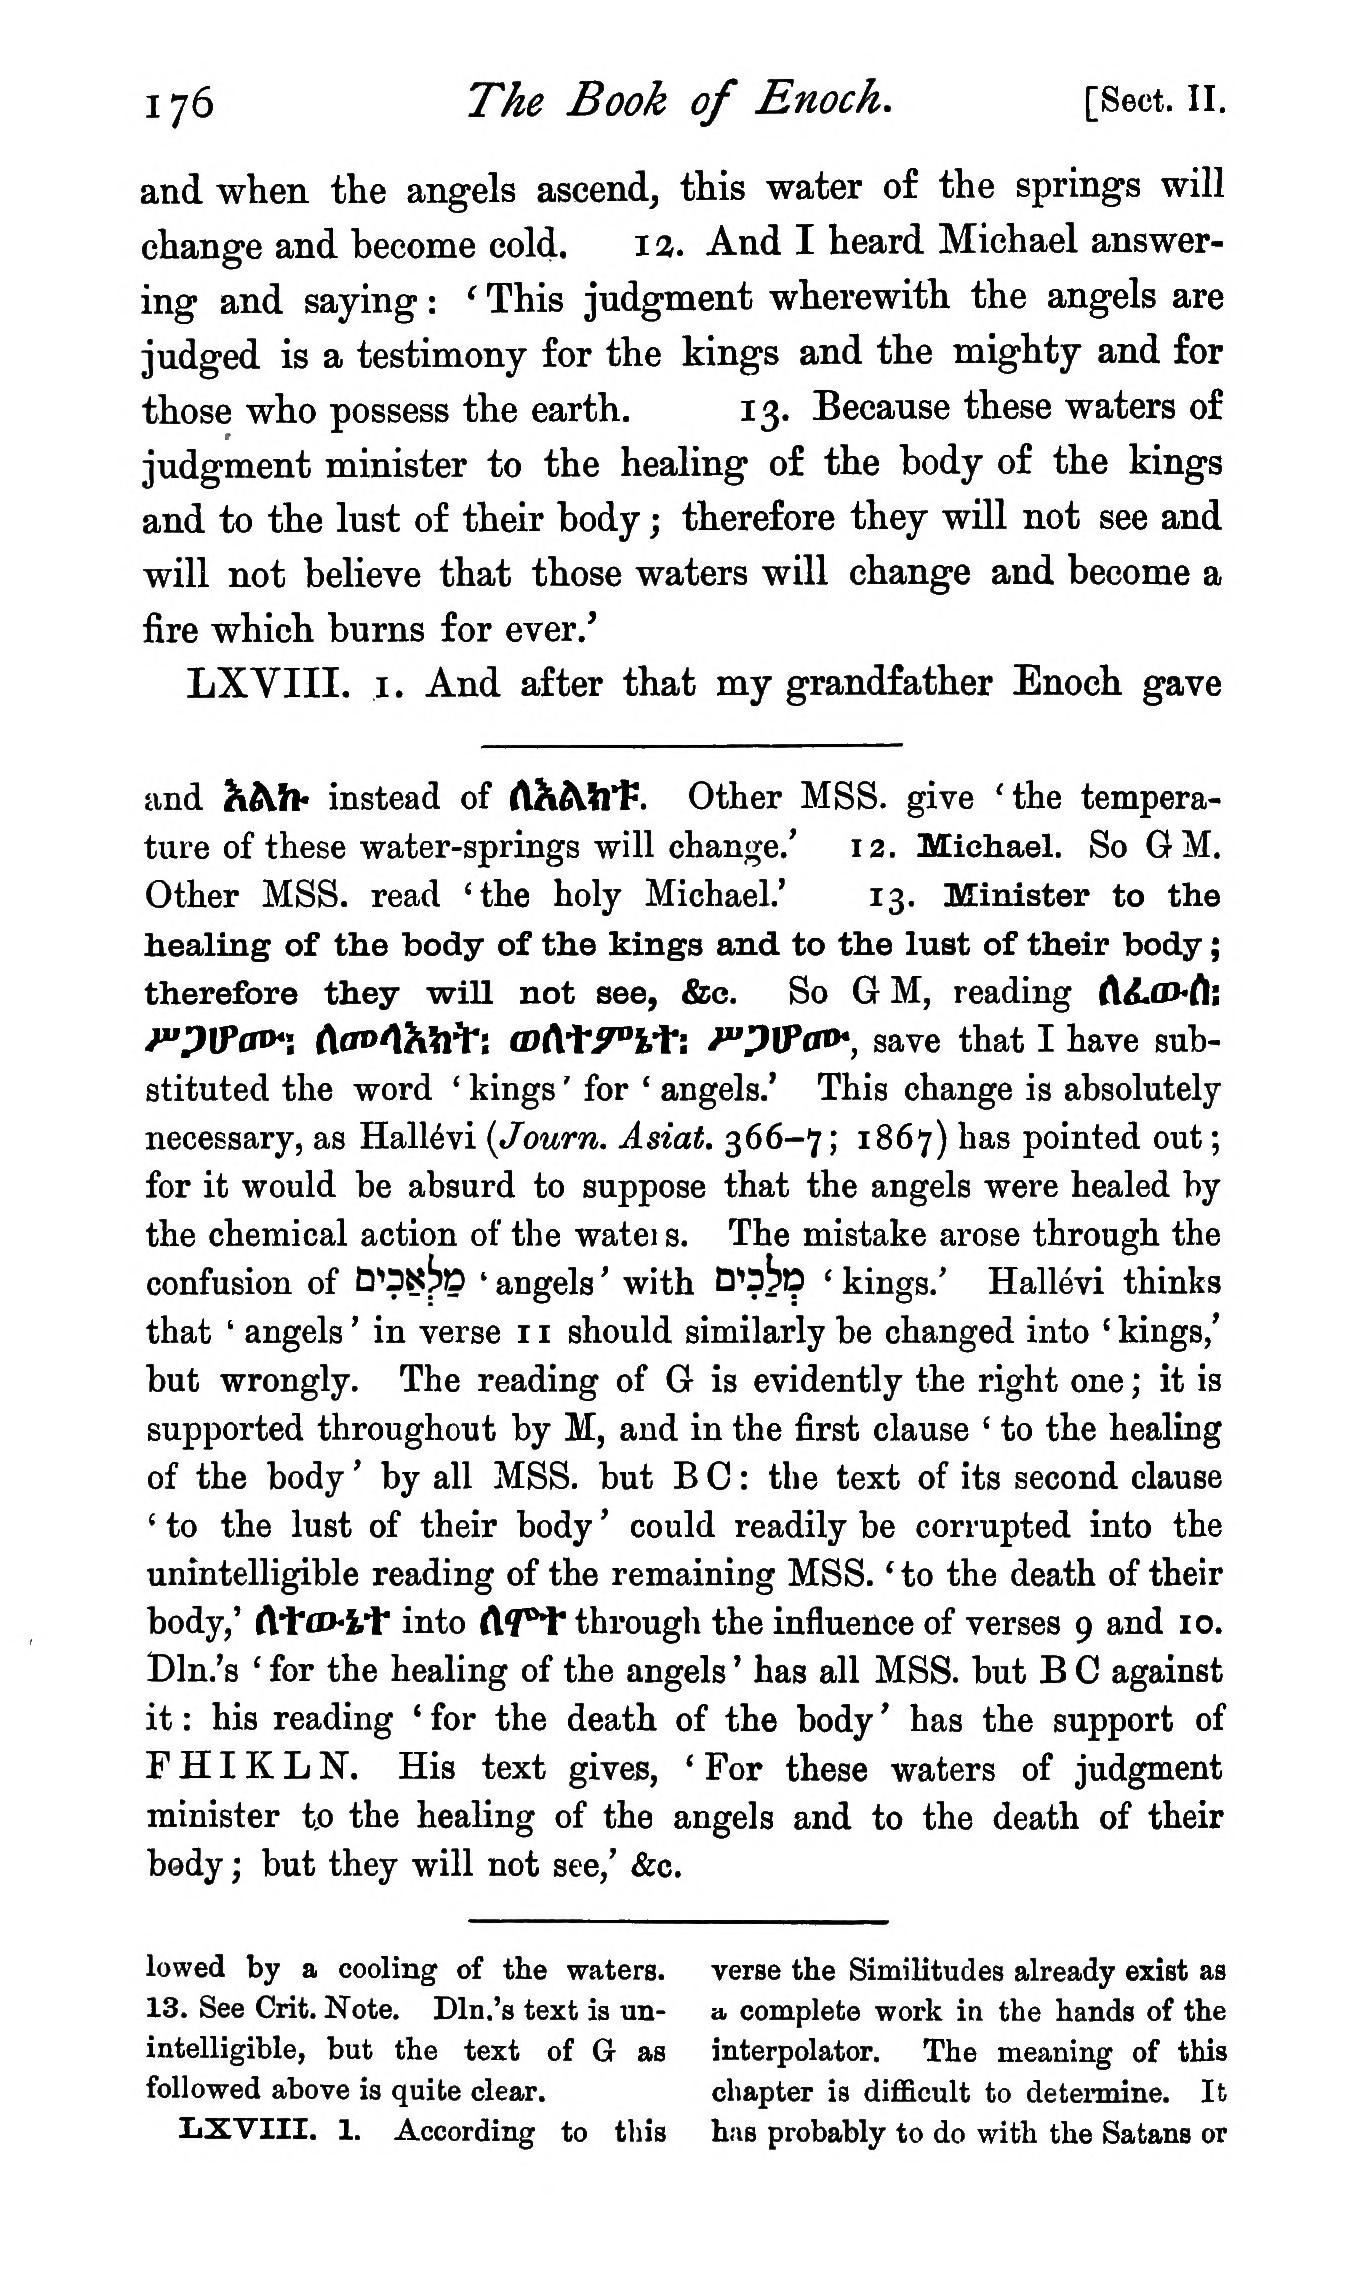 176 The Book of Enoch. [Sect. II.
and when the angels ascend, this water of the springs will
change and become cold. 12. And I heard Michael answer-
ing and saying: ‘This judgment wherewith the angels are
judged is a testimony for the kings and the mighty and for
those who possess the earth. 13. Because these waters of
judgment minister to the healing of the body of the kings
and to the lust of their body; therefore they will not see and
will not believe that those waters will change and become a
fire which burns for ever.’
LXVIII. 1. And after that my grandfather Enoch gave
and እልኩ instead of በእልክቱ. Other MSS. give ‘the tempera-
ture of these water-springs will change.’ 12. Michael. So G M.
Other MSS. read ‘the holy Michael.’ 13. Minister to the
healing of the body of the kings and to the lust of their body;
therefore they will not see, &c. So G M, reading ለፈውሰ፡
ሥጋሆሙ፡ ለመላእክት፡ ወለተምኔት፡ ሥጋሆሙ, save that I have sub-
stituted the word ‘kings’ for ‘angels.’ This change is absolutely
necessary, as Hallévi (Journ. Asiat. 366–7; 1867) has pointed out;
for it would be absurd to suppose that the angels were healed by
the chemical action of the waters. The mistake arose through the
confusion of מַלְאָכִים ‘angels’ with מְלָכִים ‘kings.’ Hallévi thinks
that ‘angels’ in verse 11 should similarly be changed into ‘kings,’
but wrongly. The reading of G is evidently the right one; it is
supported throughout by M, and in the first clause ‘to the healing
of the body’ by all MSS. but B C: the text of its second clause
‘to the lust of their body’ could readily be corrupted into the
unintelligible reading of the remaining MSS. ‘to the death of their
body,’ ለተውኔተ into ለሞተ through the influence of verses 9 and 10.
Dln.’s ‘for the healing of the angels’ has all MSS. but B C against
it: his reading ‘for the death of the body’ has the support of
F H I K L N. His text gives, ‘For these waters of judgment
minister to the healing of the angels and to the death of their
body; but they will not see,’ &c.
lowed by a cooling of the waters.
13. See Crit. Note. Dln.’s text is un-
intelligible, but the text of G as
followed above is quite clear.
LXVIII. 1. According to this
verse the Similitudes already exist as
a complete work in the hands of the
interpolator. The meaning of this
chapter is difficult to determine. It
has probably to do with the Satans or